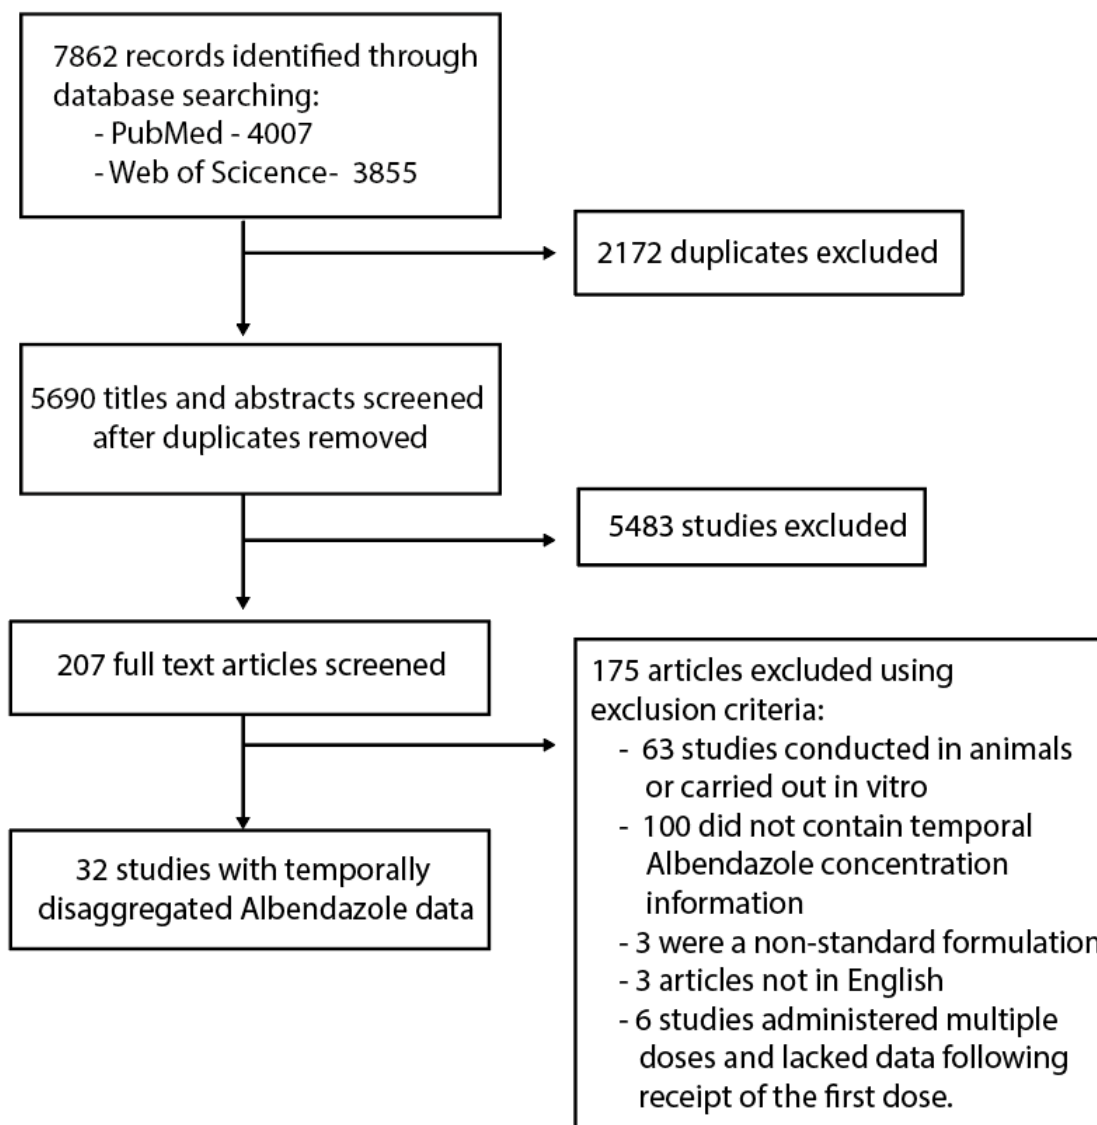 7862 records identified through
database searching:
- PubMed - 4007
- Web of Scicence- 3855
2172 duplicates excluded
5690 titles and abstracts screened
after duplicates removed
5483 studies excluded
207 full text articles screened
175 articles excluded using
exclusion criteria:
- 63 studies conducted in animals
or carried out in vitro
- 100 did not contain temporal
Albendazole concentration
information
- 3 were a non-standard formulation
- 3 articles not in English
- 6 studies administered multiple
doses and lacked data following
receipt of the first dose.
32 studies with temporally
disaggregated Albendazole data